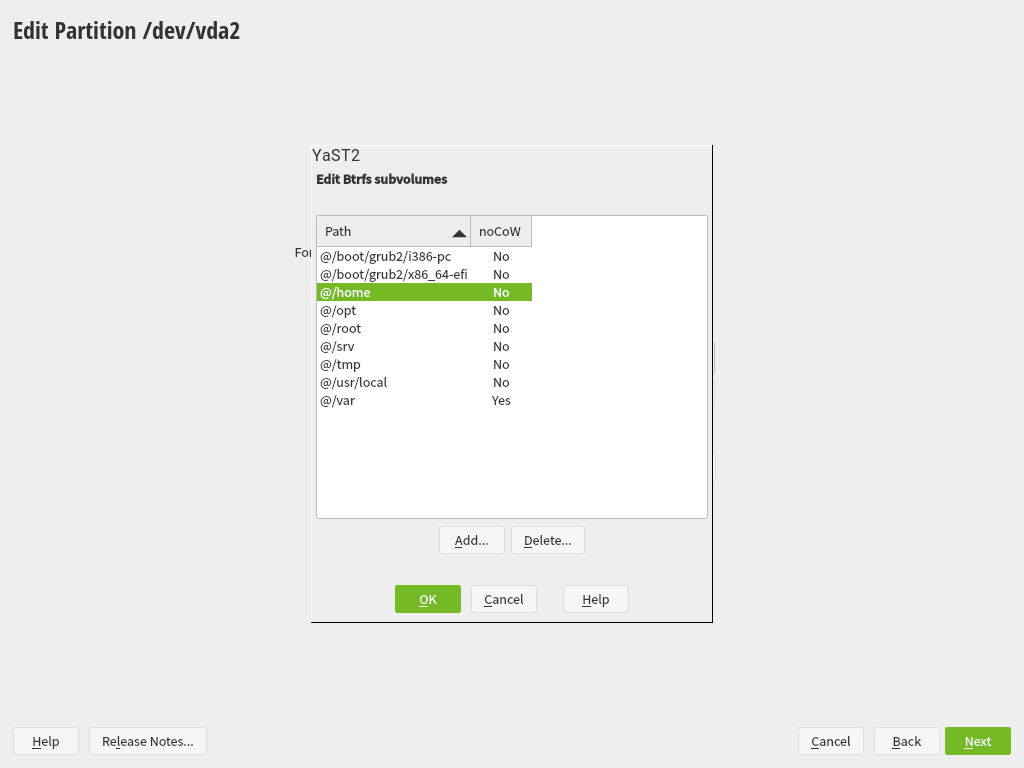 Edit Partition /dev/vda2
YaST2
Edit Btrfs subvolumes
Path noCoW
For
@/boot/grub2/i386-pc No
@/boot/grub2/x86_64-efi No
@/home No
@/opt No
@/root No
@/srv No
@/tmp No
@/usr/local No
@/var Yes
Add... Delete...
OK Cancel Help
Help Release Notes... Cancel Back Next